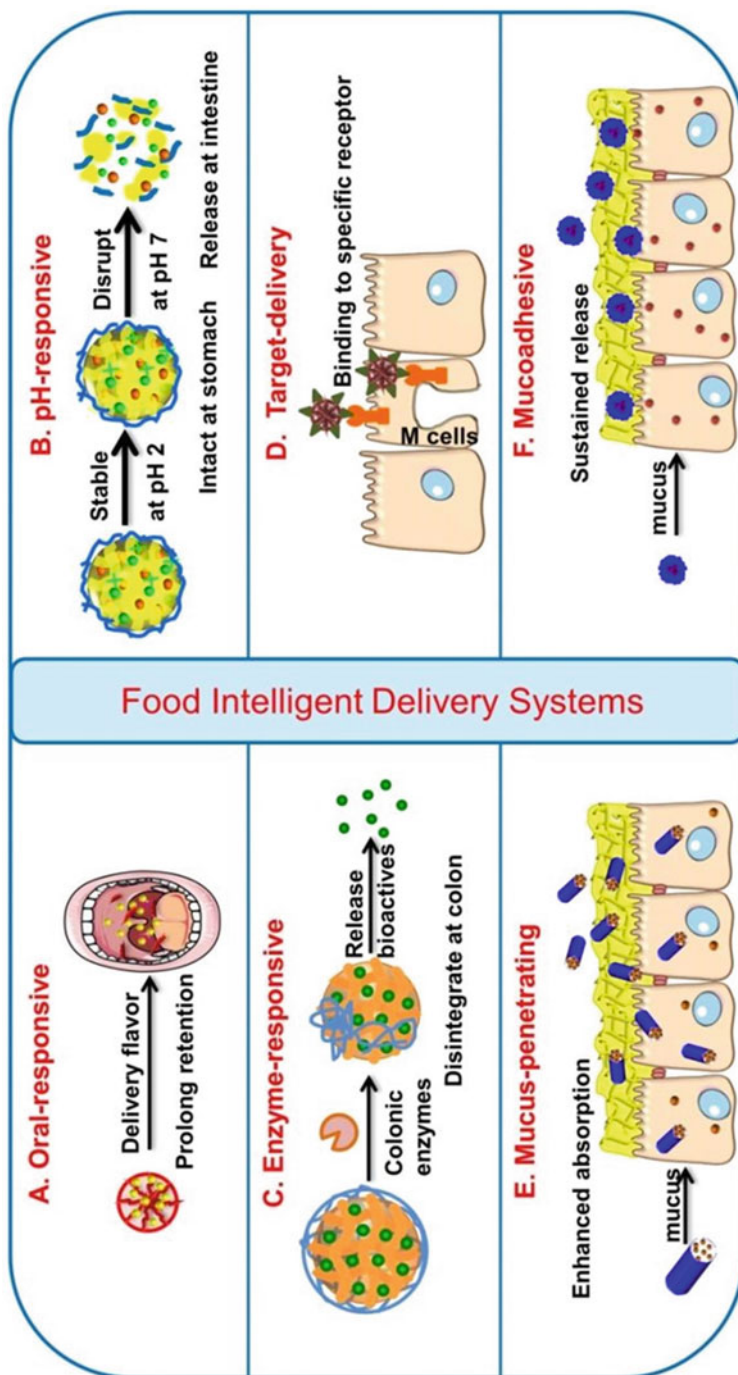 Food Intelligent Delivery Systems
A. Oral-responsive
Delivery flavor
Prolong retention
B. pH-responsive
Stable
at pH 2
Disrupt
at pH 7
Intact at stomach
Release at intestine
C. Enzyme-responsive
Colonic
enzymes
Release
bioactives
Disintegrate at colon
D. Target-delivery
Binding to specific receptor
M cells
Enhanced absorption
mucus
E. Mucus-penetrating
Sustained release
mucus
F. Mucoadhesive